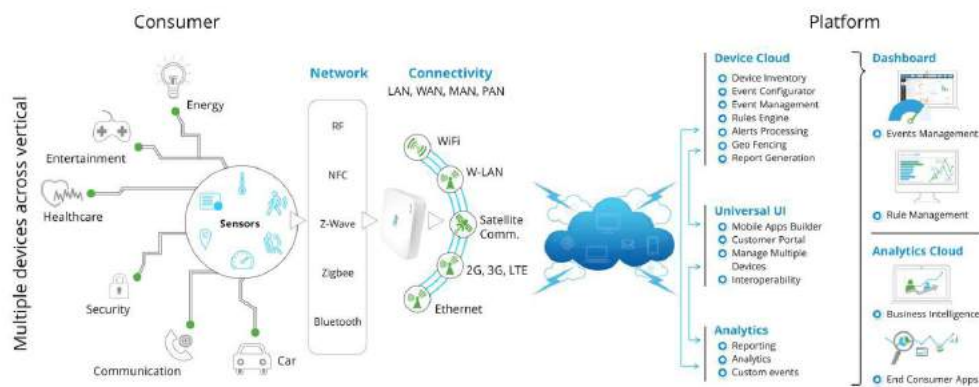 Consumer
Platform
Multiple devices across vertical
Energy
Entertainment
Healthcare
Security
Communication
Car
Sensors
Network
RF
NFC
Z-Wave
Zigbee
Bluetooth
Connectivity
LAN, WAN, MAN, PAN
WiFi
W-LAN
Satellite
Comm.
2G, 3G, LTE
Ethernet
Device Cloud
Device Inventory
Event Configurator
Event Management
Rules Engine
Alerts Processing
Geo Fencing
Report Generation
Universal UI
Mobile Apps Builder
Customer Portal
Manage Multiple
Devices
Interoperability
Analytics
Reporting
Analytics
Custom events
Dashboard
Events Management
Rule Management
Analytics Cloud
Business Intelligence
End Consumer Apps